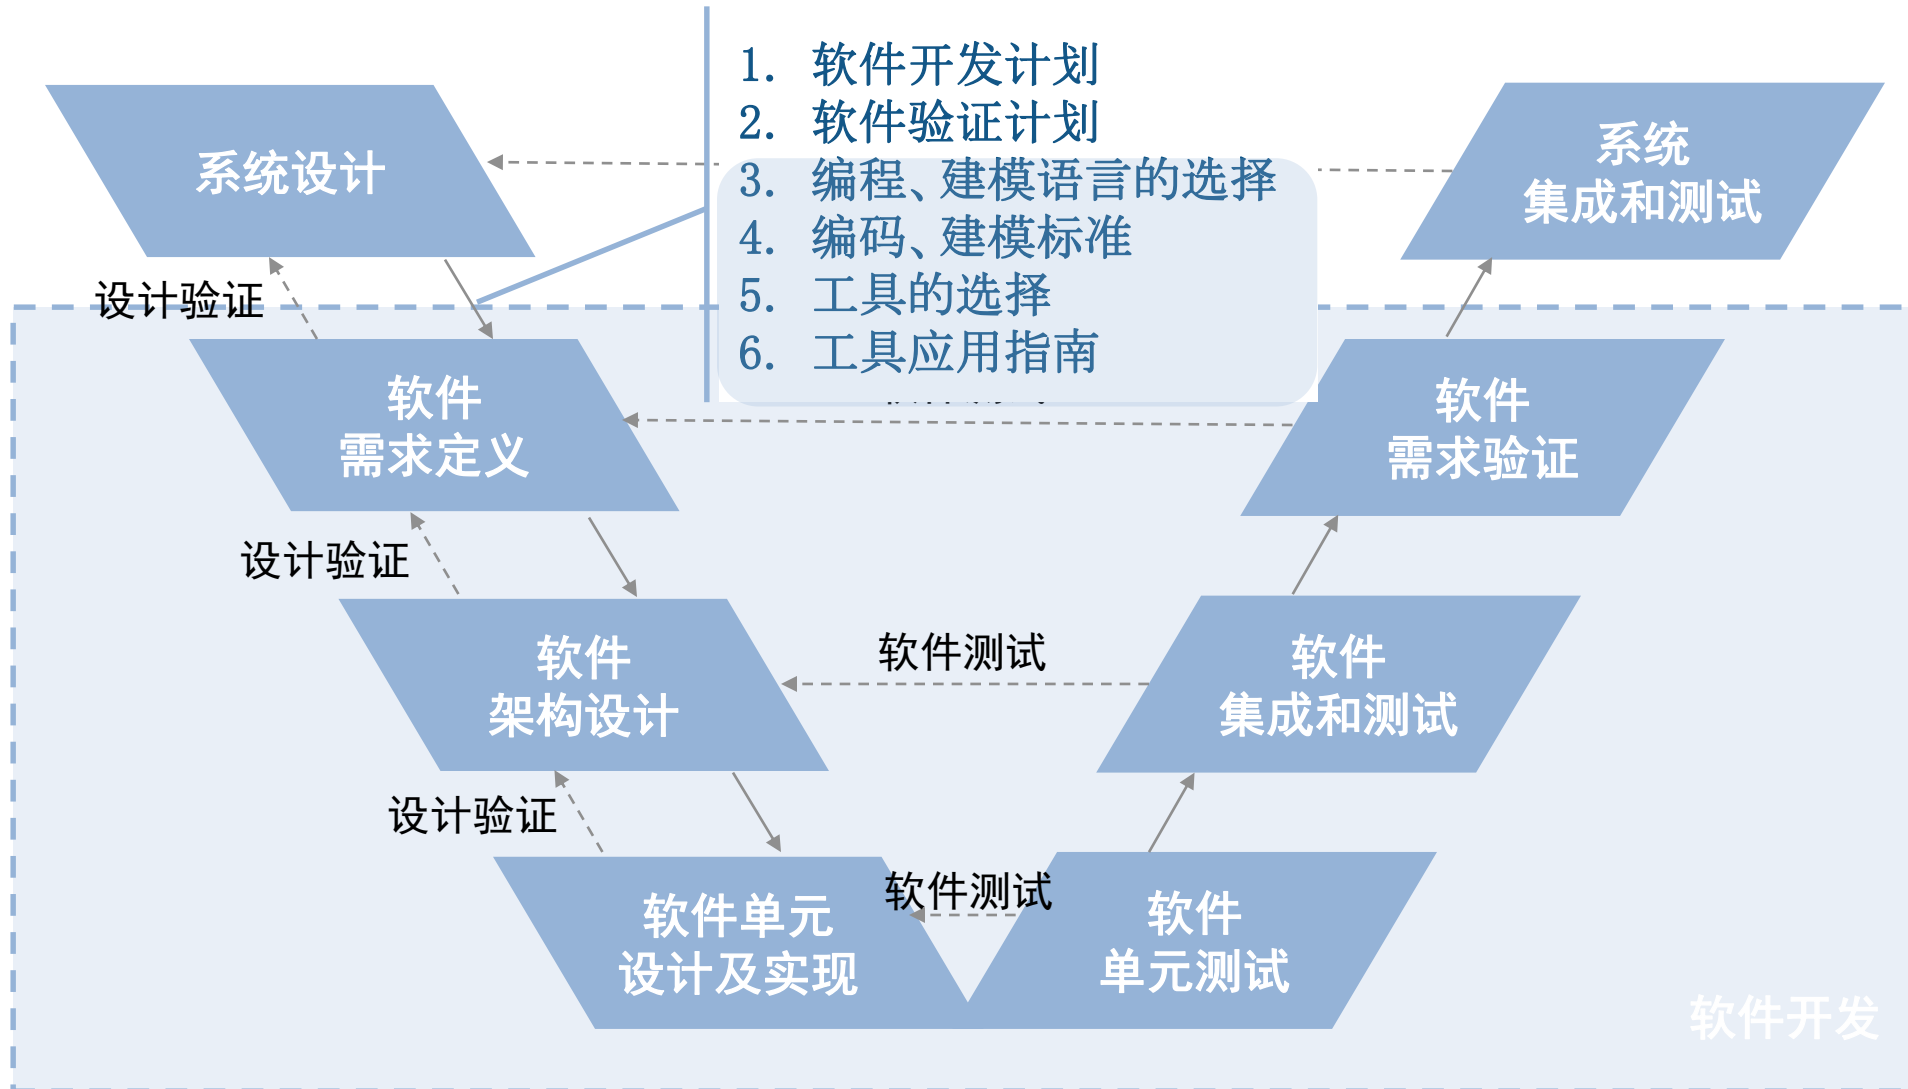 1. 软件开发计划
2. 软件验证计划
3. 编程、建模语言的选择
4. 编码、建模标准
5. 工具的选择
6. 工具应用指南
系统设计
系统
集成和测试
设计验证
软件
需求定义
软件
需求验证
设计验证
软件
架构设计
软件测试
软件
集成和测试
设计验证
软件单元
设计及实现
软件测试
软件
单元测试
软件开发